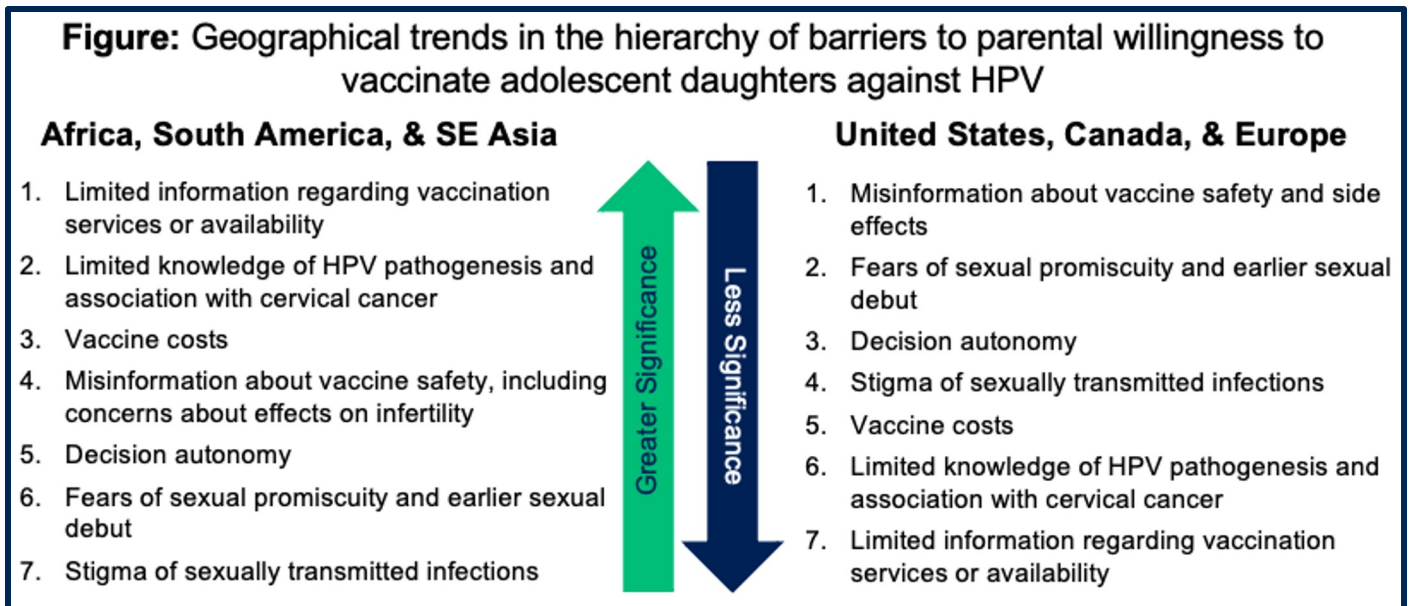 Figure: Geographical trends in the hierarchy of barriers to parental willingness to
vaccinate adolescent daughters against HPV
Africa, South America, & SE Asia
1. Limited information regarding vaccination
services or availability
2. Limited knowledge of HPV pathogenesis and
association with cervical cancer
3. Vaccine costs
4. Misinformation about vaccine safety, including
concerns about effects on infertility
5. Decision autonomy
6. Fears of sexual promiscuity and earlier sexual
debut
7. Stigma of sexually transmitted infections
Greater Significance
Less Significance
United States, Canada, & Europe
1. Misinformation about vaccine safety and side
effects
2. Fears of sexual promiscuity and earlier sexual
debut
3. Decision autonomy
4. Stigma of sexually transmitted infections
5. Vaccine costs
6. Limited knowledge of HPV pathogenesis and
association with cervical cancer
7. Limited information regarding vaccination
services or availability